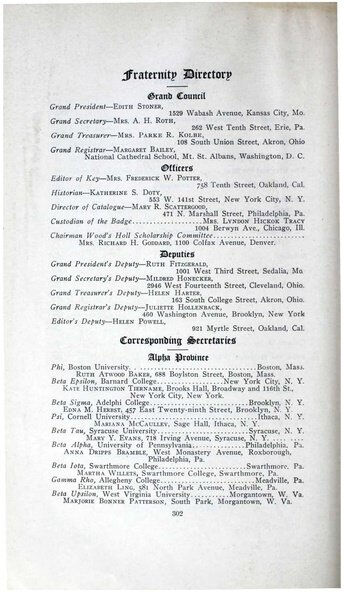 Fraternity Directory
Grand Council
Grand President—EDITH STONER,
1529 Wabash Avenue, Kansas City, Mo.
Grand Secretary—MRS. A. H. ROTH,
262 West Tenth Street, Erie, Pa.
Grand Treasurer—MRS. PARKE R. KOLBE,
108 South Union Street, Akron, Ohio
Grand Registrar—MARGARET BAILEY,
National Cathedral School, Mt. St. Albans, Washington, D. C.
Officers
Editor of Key—MRS. FREDERICK W. POTTER,
758 Tenth Street, Oakland, Cal.
Historian—KATHERINE S. DOTY,
553 W. 141st Street, New York City, N. Y.
Director of Catalogue—MARY R. SCATTERGOOD,
471 N. Marshall Street, Philadelphia, Pa.
Custodian of the Badge..................MRS. LYNDON HICKOK TRACY
1004 Berwyn Ave., Chicago, Ill.
Chairman Wood's Holl Scholarship Committee..................
MRS. RICHARD H. GODDARD, 1100 Colfax Avenue, Denver.
Deputies
Grand President's Deputy—RUTH FITZGERALD,
1001 West Third Street, Sedalia, Mo
Grand Secretary's Deputy—MILDRED HONECKER,
2946 West Fourteenth Street, Cleveland, Ohio.
Grand Treasurer's Deputy—HELEN HARTER,
163 South College Street, Akron, Ohio.
Grand Registrar's Deputy—JULIETTE HOLLENBACK,
460 Washington Avenue, Brooklyn, New York
Editor's Deputy—HELEN POWELL,
921 Myrtle Street, Oakland, Cal.
Corresponding Secretaries
Alpha Province
Phi, Boston University..................Boston, Mass.
RUTH ATWOOD BAKER, 688 Boylston Street, Boston, Mass.
Beta Epsilon, Barnard College..................New York City, N. Y.
KATE HUNTINGTON TIERNAME, Brooks Hall, Broadway and 116th St.,
New York City, New York.
Beta Sigma, Adelphi College..................Brooklyn, N. Y.
EDNA M. HERBST, 457 East Twenty-ninth Street, Brooklyn, N. Y.
Psi, Cornell University..................Ithaca, N. Y.
MARIANA MCCAULLEY, Sage Hall, Ithaca, N. Y.
Beta Tau, Syracuse University..................Syracuse, N. Y.
MARY Y. EVANS, 718 Irving Avenue, Syracuse, N. Y.
Beta Alpha, University of Pennsylvania..................Philadelphia, Pa.
ANNA DRIPPS BRAMBLE, West Monastery Avenue, Roxborough,
Philadelphia, Pa.
Beta Iota, Swarthmore College..................Swarthmore, Pa.
MARTHA WILLETS, Swarthmore College, Swarthmore, Pa.
Gamma Rho, Allegheny College..................Meadville, Pa.
ELIZABETH LING, 581 North Park Avenue, Meadville, Pa.
Beta Upsilon, West Virginia University..................Morgantown, W. Va.
MARJORIE BONNER PATTERSON, South Park, Morgantown, W. Va.
302